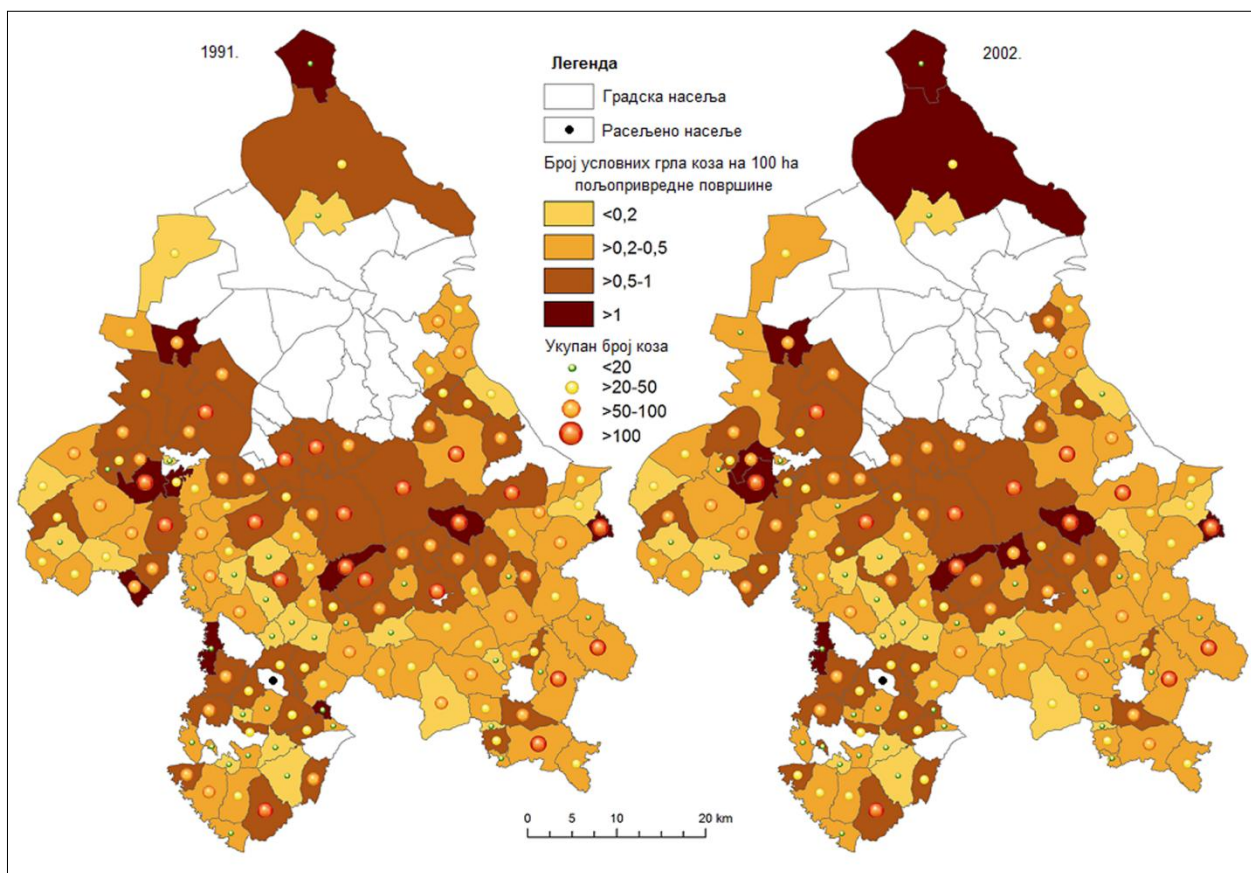 1991.
2002.
Легенда
Градска насеља
Расељено насеље
Број условних грла коза на 100 ha
пољопривредне површине
<0,2
>0,2-0,5
>0,5-1
>1
Укупан број коза
<20
>20-50
>50-100
>100
0 5 10 20 km